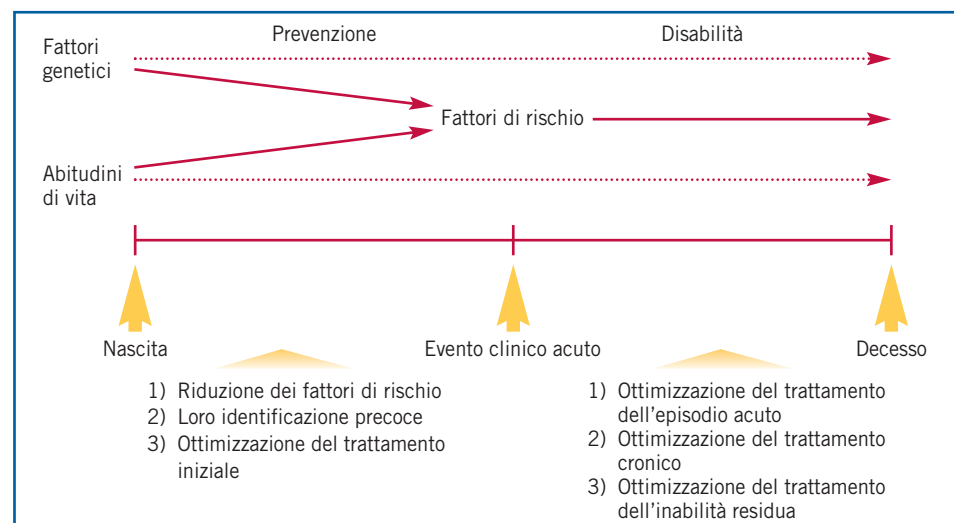 Prevenzione
Disabilità
Fattori
genetici
Fattori di rischio
Abitudini
di vita
Nascita
Evento clinico acuto
Decesso
1) Riduzione dei fattori di rischio
2) Loro identificazione precoce
3) Ottimizzazione del trattamento
iniziale
1) Ottimizzazione del trattamento
dell’episodio acuto
2) Ottimizzazione del trattamento
cronico
3) Ottimizzazione del trattamento
dell’inabilità residua